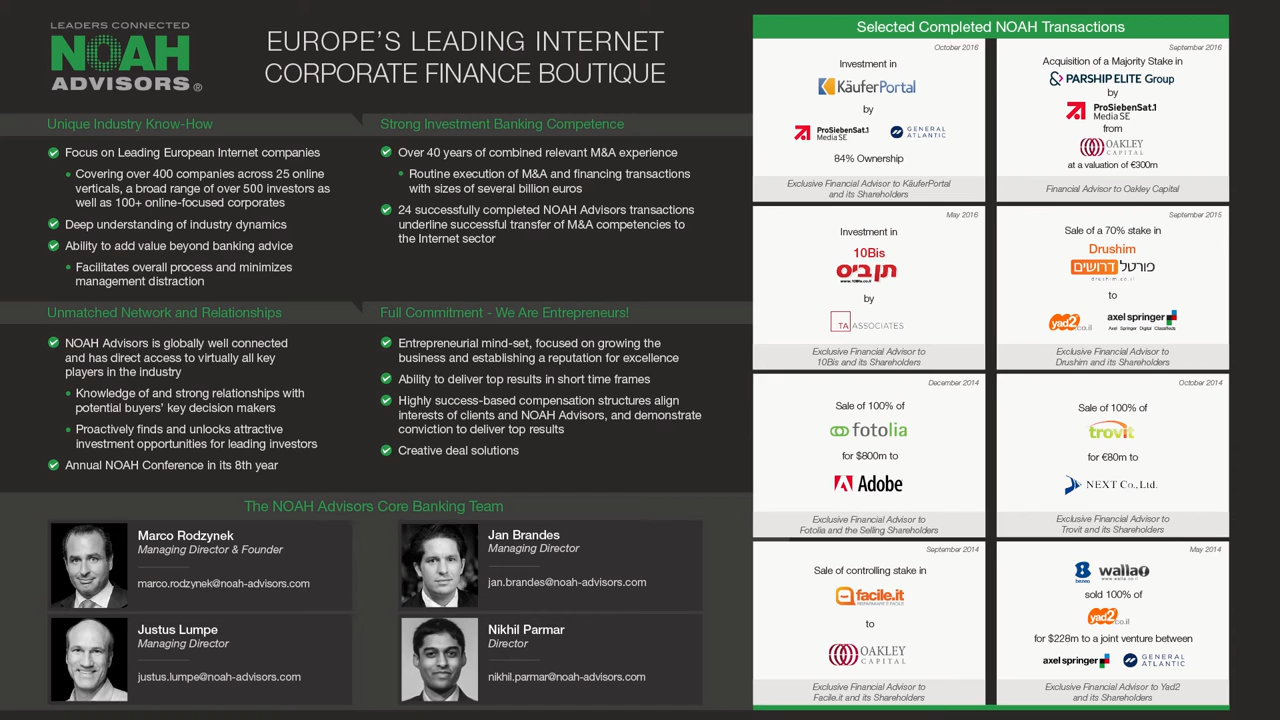 LEADERS CONNECTED
NOAH
ADVISORS®
EUROPE'S LEADING INTERNET
CORPORATE FINANCE BOUTIQUE
Unique Industry Know-How
Focus on Leading European Internet companies
Covering over 400 companies across 25 online
verticals, a broad range of over 500 investors as
well as 100+ online-focused corporates
Deep understanding of industry dynamics
Ability to add value beyond banking advice
Facilitates overall process and minimizes
management distraction
Strong Investment Banking Competence
Over 40 years of combined relevant M&A experience
Routine execution of M&A and financing transactions
with sizes of several billion euros
24 successfully completed NOAH Advisors transactions
underline successful transfer of M&A competencies to
the Internet sector
Unmatched Network and Relationships
NOAH Advisors is globally well connected
and has direct access to virtually all key
players in the industry
Knowledge of and strong relationships with
potential buyers' key decision makers
Proactively finds and unlocks attractive
investment opportunities for leading investors
Annual NOAH Conference in its 8th year
Full Commitment - We Are Entrepreneurs!
Entrepreneurial mind-set, focused on growing the
business and establishing a reputation for excellence
Ability to deliver top results in short time frames
Highly success-based compensation structures align
interests of clients and NOAH Advisors, and demonstrate
conviction to deliver top results
Creative deal solutions
The NOAH Advisors Core Banking Team
Marco Rodzynek
Managing Director & Founder
marco.rodzynek@noah-advisors.com
Jan Brandes
Managing Director
jan.brandes@noah-advisors.com
Justus Lumpe
Managing Director
justus.lumpe@noah-advisors.com
Nikhil Parmar
Director
nikhil.parmar@noah-advisors.com
Selected Completed NOAH Transactions
October 2016
Investment in
KäuferPortal
by
ProSiebenSat.1
Media SE
GENERAL
ATLANTIC
84% Ownership
Exclusive Financial Advisor to KäuferPortal
and its Shareholders
September 2016
Acquisition of a Majority Stake in
PARSHIP ELITE Group
by
ProSiebenSat.1
Media SE
from
OAKLEY
CAPITAL
at a valuation of €300m
Financial Advisor to Oakley Capital
May 2016
Investment in
10Bis
תן ביס
www.10Bis.co.il
by
TA ASSOCIATES
Exclusive Financial Advisor to
10Bis and its Shareholders
September 2015
Sale of a 70% stake in
Drushim
פורטל דרושים
drushim.co.il
to
yad2.co.il
axel springer
Axel Springer Digital Classifieds
Exclusive Financial Advisor to
Drushim and its Shareholders
December 2014
Sale of 100% of
fotolia
for $800m to
Adobe
Exclusive Financial Advisor to
Fotolia and the Selling Shareholders
October 2014
Sale of 100% of
trovit
for €80m to
NEXT Co., Ltd.
Exclusive Financial Advisor to
Trovit and its Shareholders
September 2014
Sale of controlling stake in
facile.it
to
OAKLEY
CAPITAL
Exclusive Financial Advisor to
Facile.it and its Shareholders
May 2014
walla!
www.walla.co.il
sold 100% of
yad2.co.il
for $228m to a joint venture between
axel springer
GENERAL
ATLANTIC
Exclusive Financial Advisor to Yad2
and its Shareholders